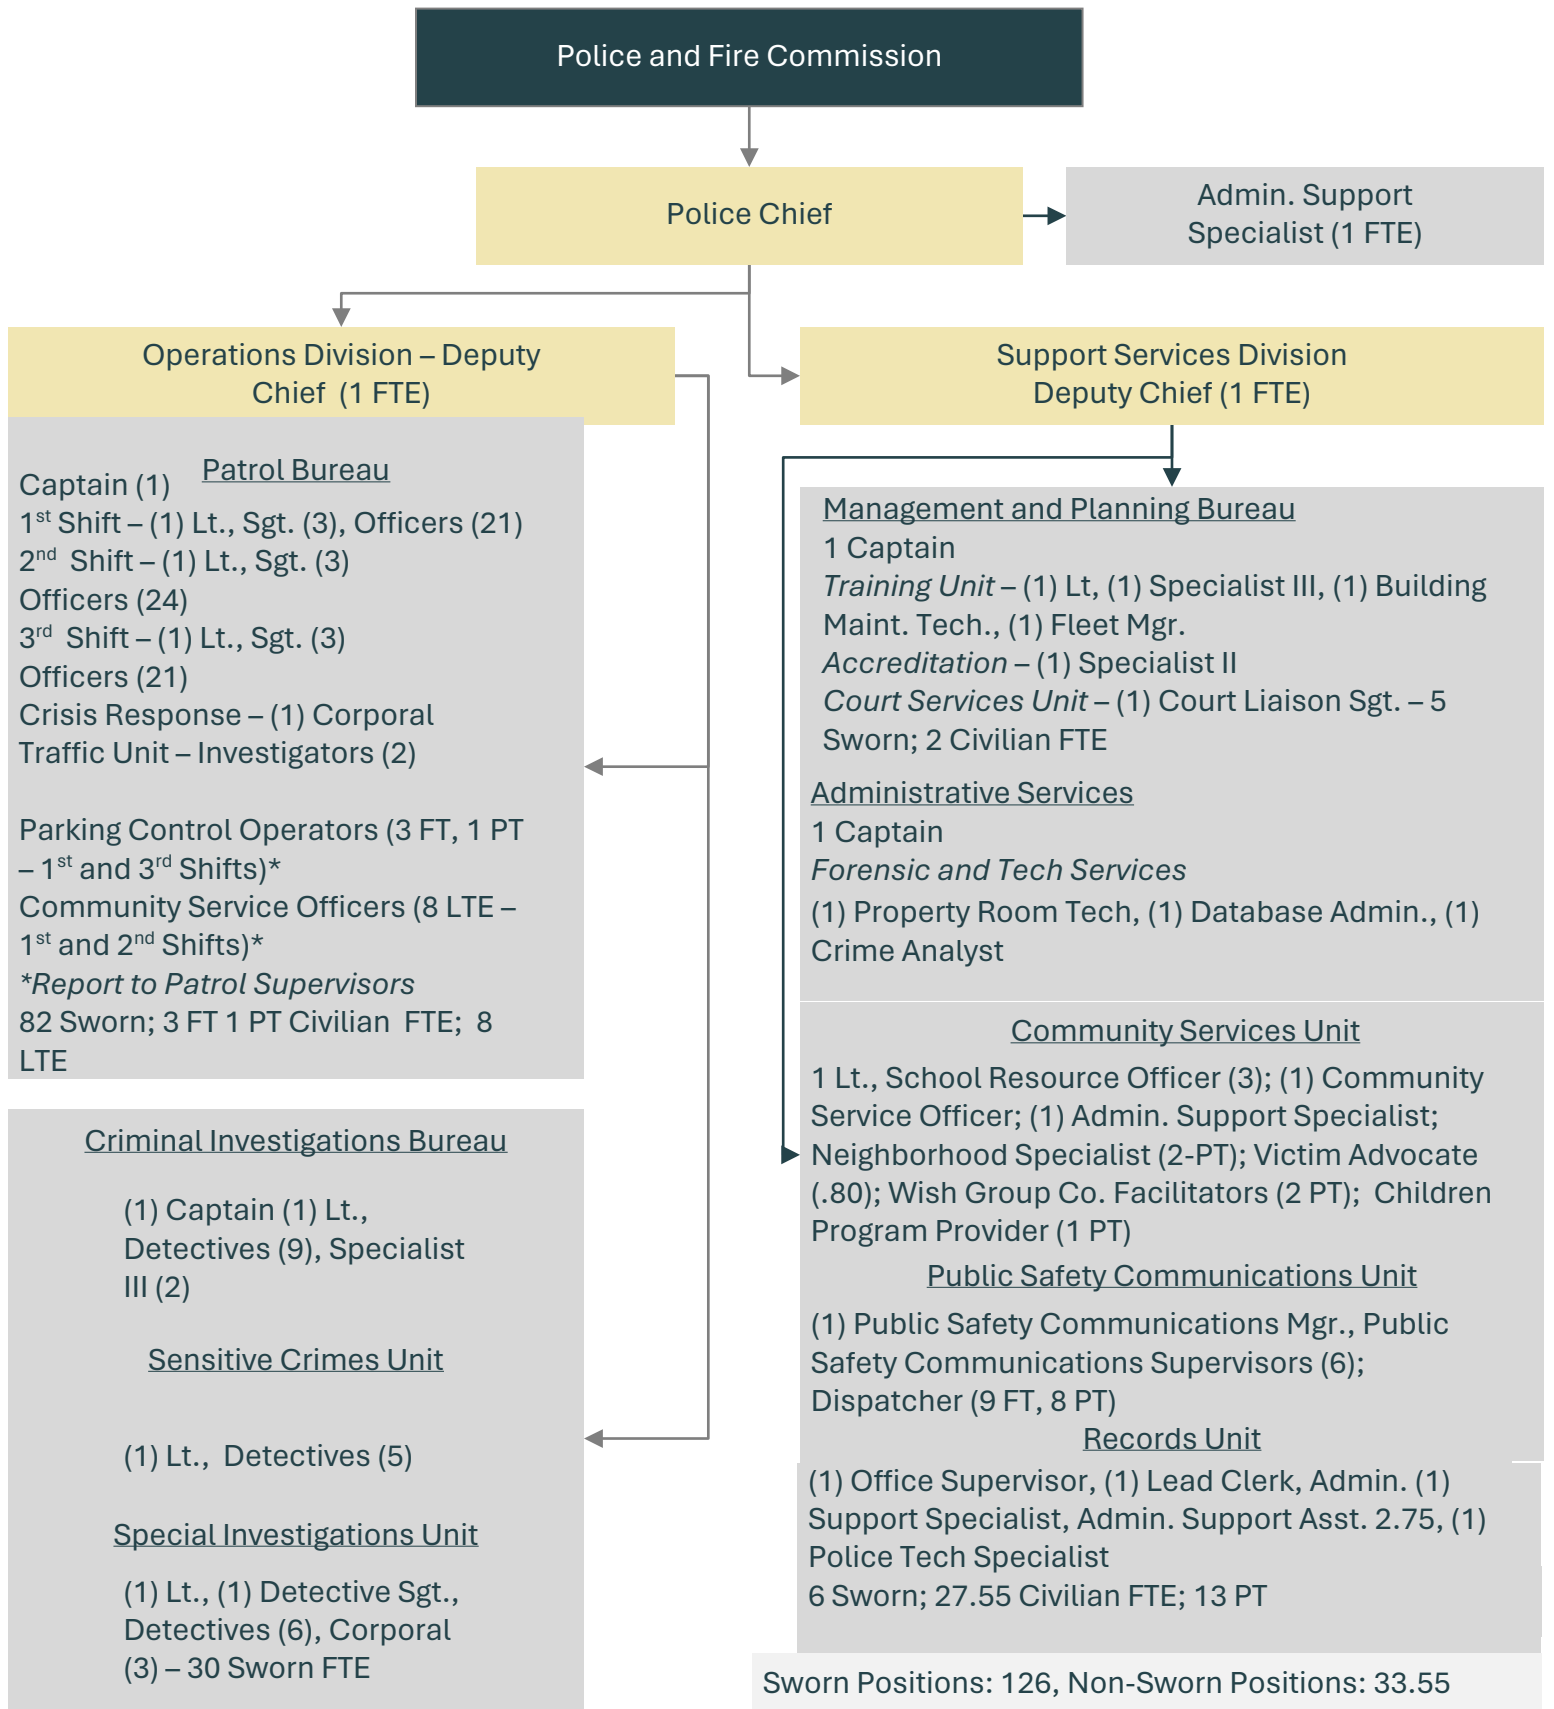 Police and Fire Commission
Police Chief
Admin. Support
Specialist (1 FTE)
Operations Division – Deputy
Chief  (1 FTE)
Patrol Bureau
Captain (1)
1st Shift – (1) Lt., Sgt. (3), Officers (21)
2nd  Shift – (1) Lt., Sgt. (3)
Officers (24)
3rd  Shift – (1) Lt., Sgt. (3)
Officers (21)
Crisis Response – (1) Corporal
Traffic Unit – Investigators (2)
Parking Control Operators (3 FT, 1 PT
– 1st and 3rd Shifts)*
Community Service Officers (8 LTE –
1st and 2nd Shifts)*
*Report to Patrol Supervisors
82 Sworn; 3 FT 1 PT Civilian  FTE;  8
LTE
Criminal Investigations Bureau
(1) Captain (1) Lt.,
Detectives (9), Specialist
III (2)
Sensitive Crimes Unit
(1) Lt.,  Detectives (5)
Special Investigations Unit
(1) Lt., (1) Detective Sgt.,
Detectives (6), Corporal
(3) – 30 Sworn FTE
Support Services Division
Deputy Chief (1 FTE)
Management and Planning Bureau
1 Captain
Training Unit – (1) Lt, (1) Specialist III, (1) Building
Maint. Tech., (1) Fleet Mgr.
Accreditation – (1) Specialist II
Court Services Unit – (1) Court Liaison Sgt. – 5
Sworn; 2 Civilian FTE
Administrative Services
1 Captain
Forensic and Tech Services
(1) Property Room Tech, (1) Database Admin., (1)
Crime Analyst
Community Services Unit
1 Lt., School Resource Officer (3); (1) Community
Service Officer; (1) Admin. Support Specialist;
Neighborhood Specialist (2-PT); Victim Advocate
(.80); Wish Group Co. Facilitators (2 PT);  Children
Program Provider (1 PT)
Public Safety Communications Unit
(1) Public Safety Communications Mgr., Public
Safety Communications Supervisors (6);
Dispatcher (9 FT, 8 PT)
Records Unit
(1) Office Supervisor, (1) Lead Clerk, Admin. (1)
Support Specialist, Admin. Support Asst. 2.75, (1)
Police Tech Specialist
6 Sworn; 27.55 Civilian FTE; 13 PT
Sworn Positions: 126, Non-Sworn Positions: 33.55